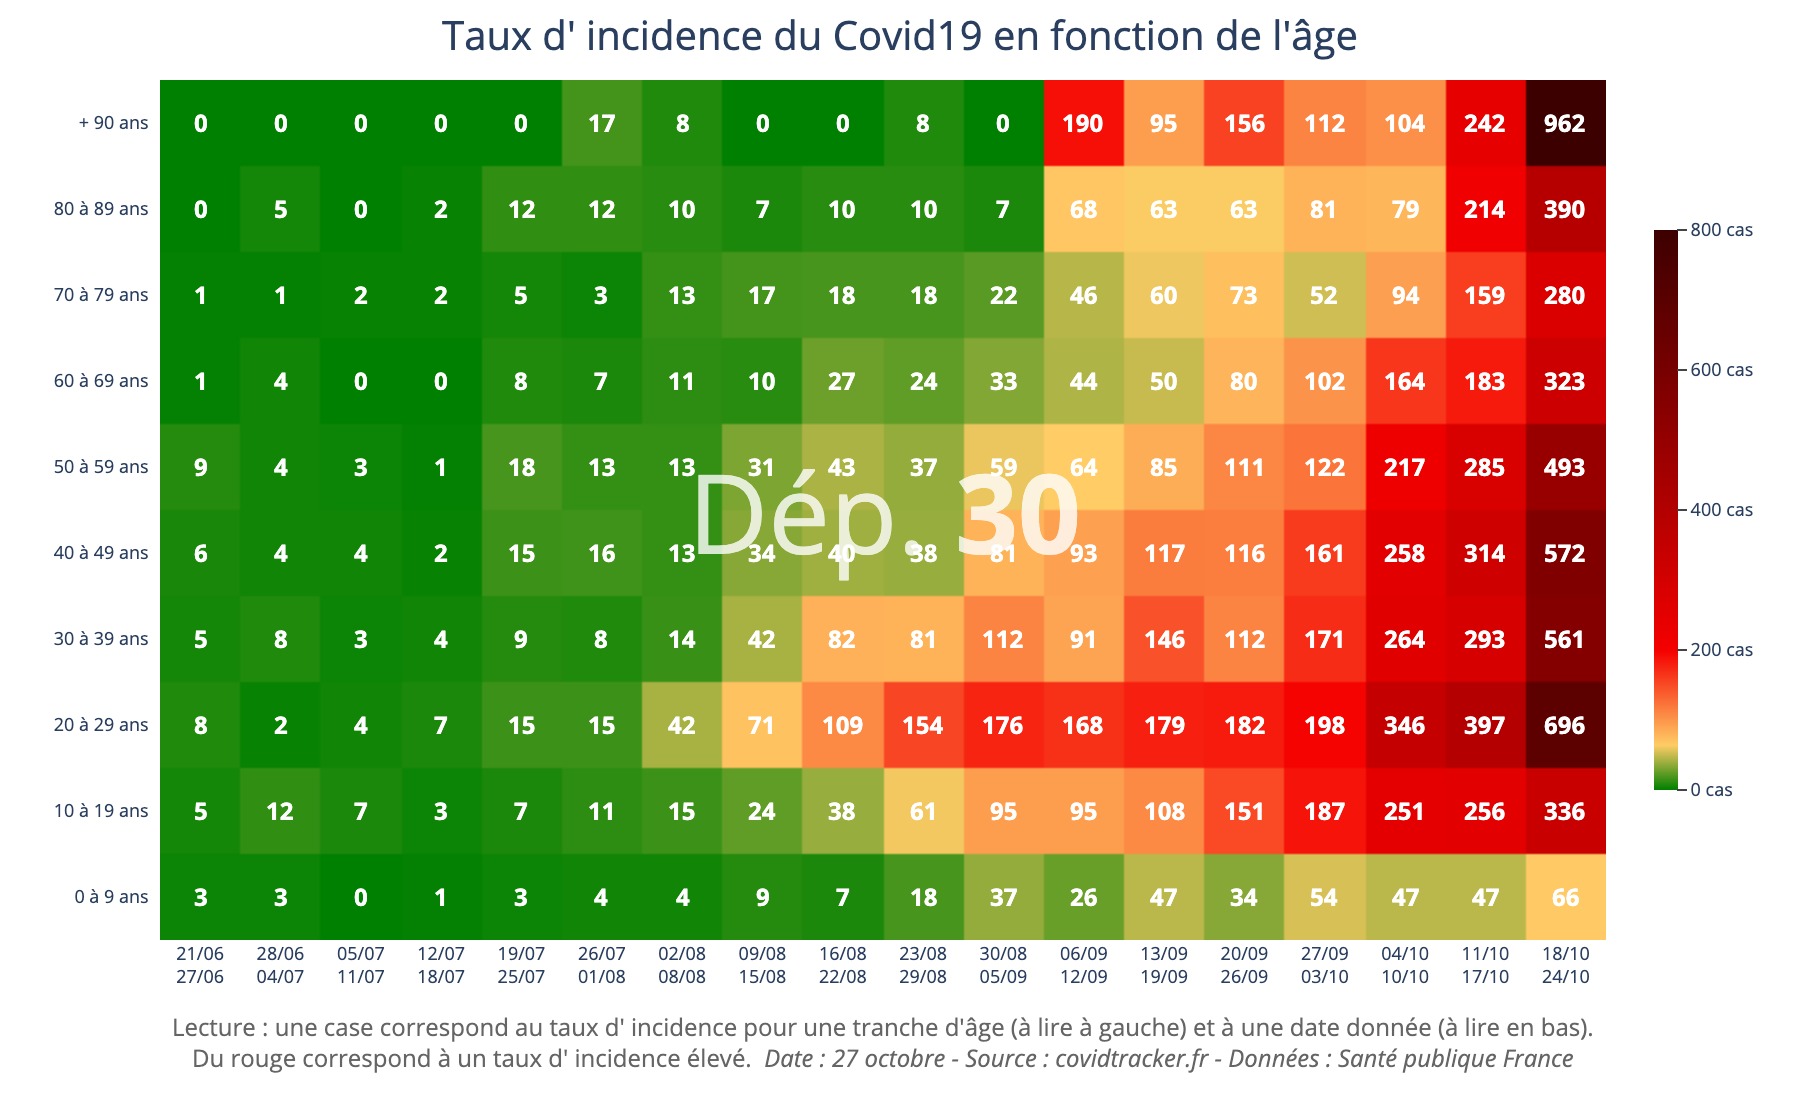 Taux d' incidence du Covid19 en fonction de l'âge
+ 90 ans 0 0 0 0 0 17 8 0 0 8 0 190 95 156 112 104 242 962
80 à 89 ans 0 5 0 2 12 12 10 7 10 10 7 68 63 63 81 79 214 390
70 à 79 ans 1 1 2 2 5 3 13 17 18 18 22 46 60 73 52 94 159 280
60 à 69 ans 1 4 0 0 8 7 11 10 27 24 33 44 50 80 102 164 183 323
50 à 59 ans 9 4 3 1 18 13 13 31 43 37 59 64 85 111 122 217 285 493
Dép. 30
40 à 49 ans 6 4 4 2 15 16 13 34 40 38 81 93 117 116 161 258 314 572
30 à 39 ans 5 8 3 4 9 8 14 42 82 81 112 91 146 112 171 264 293 561
20 à 29 ans 8 2 4 7 15 15 42 71 109 154 176 168 179 182 198 346 397 696
10 à 19 ans 5 12 7 3 7 11 15 24 38 61 95 95 108 151 187 251 256 336
0 à 9 ans 3 3 0 1 3 4 4 9 7 18 37 26 47 34 54 47 47 66
21/06 28/06 05/07 12/07 19/07 26/07 02/08 09/08 16/08 23/08 30/08 06/09 13/09 20/09 27/09 04/10 11/10 18/10
27/06 04/07 11/07 18/07 25/07 01/08 08/08 15/08 22/08 29/08 05/09 12/09 19/09 26/09 03/10 10/10 17/10 24/10
800 cas
600 cas
400 cas
200 cas
0 cas
Lecture : une case correspond au taux d' incidence pour une tranche d'âge (à lire à gauche) et à une date donnée (à lire en bas).
Du rouge correspond à un taux d' incidence élevé. Date : 27 octobre - Source : covidtracker.fr - Données : Santé publique France